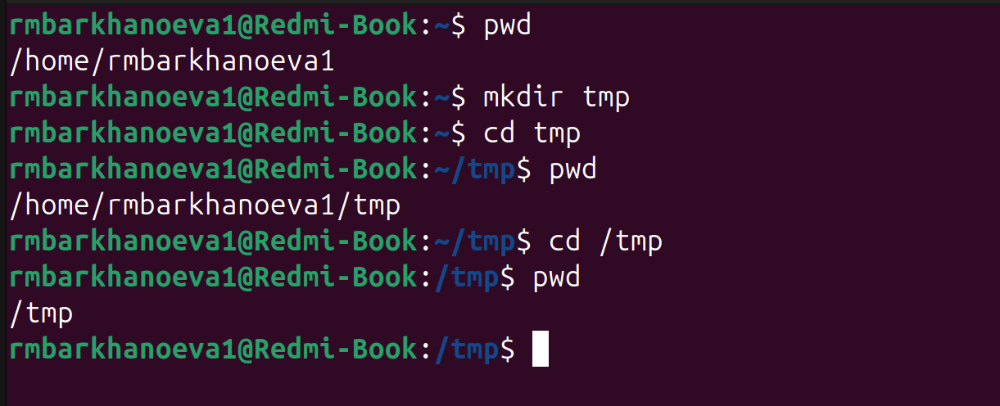 rmbarkhanoeva1@Redmi-Book:~$ pwd
/home/rmbarkhanoeva1
rmbarkhanoeva1@Redmi-Book:~$ mkdir tmp
rmbarkhanoeva1@Redmi-Book:~$ cd tmp
rmbarkhanoeva1@Redmi-Book:~/tmp$ pwd
/home/rmbarkhanoeva1/tmp
rmbarkhanoeva1@Redmi-Book:~/tmp$ cd /tmp
rmbarkhanoeva1@Redmi-Book:/tmp$ pwd
/tmp
rmbarkhanoeva1@Redmi-Book:/tmp$